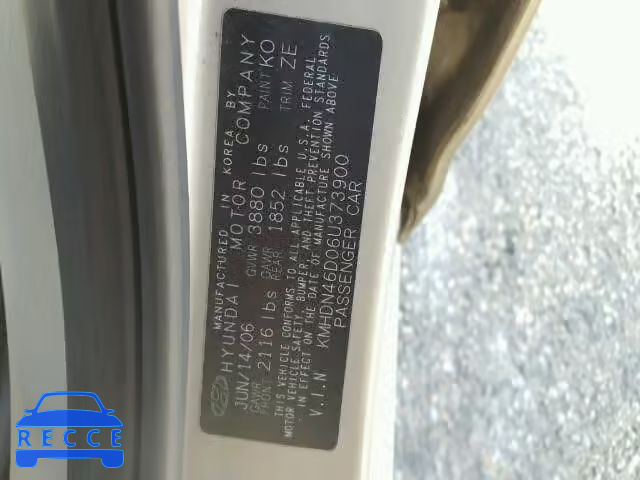 MANUFACTURED IN KOREA BY
HYUNDAI MOTOR COMPANY
JUN/14/06 GVWR 3880 lbs PAINT KO
GAWR FRONT 2116 lbs GAWR REAR 1852 lbs TRIM ZE
THIS VEHICLE CONFORMS TO ALL APPLICABLE U.S.A. FEDERAL
MOTOR VEHICLE SAFETY, BUMPER, AND THEFT PREVENTION STANDARDS
IN EFFECT ON THE DATE OF MANUFACTURE SHOWN ABOVE
V.I.N KMHDN46D06U373900
PASSENGER CAR
RECCE